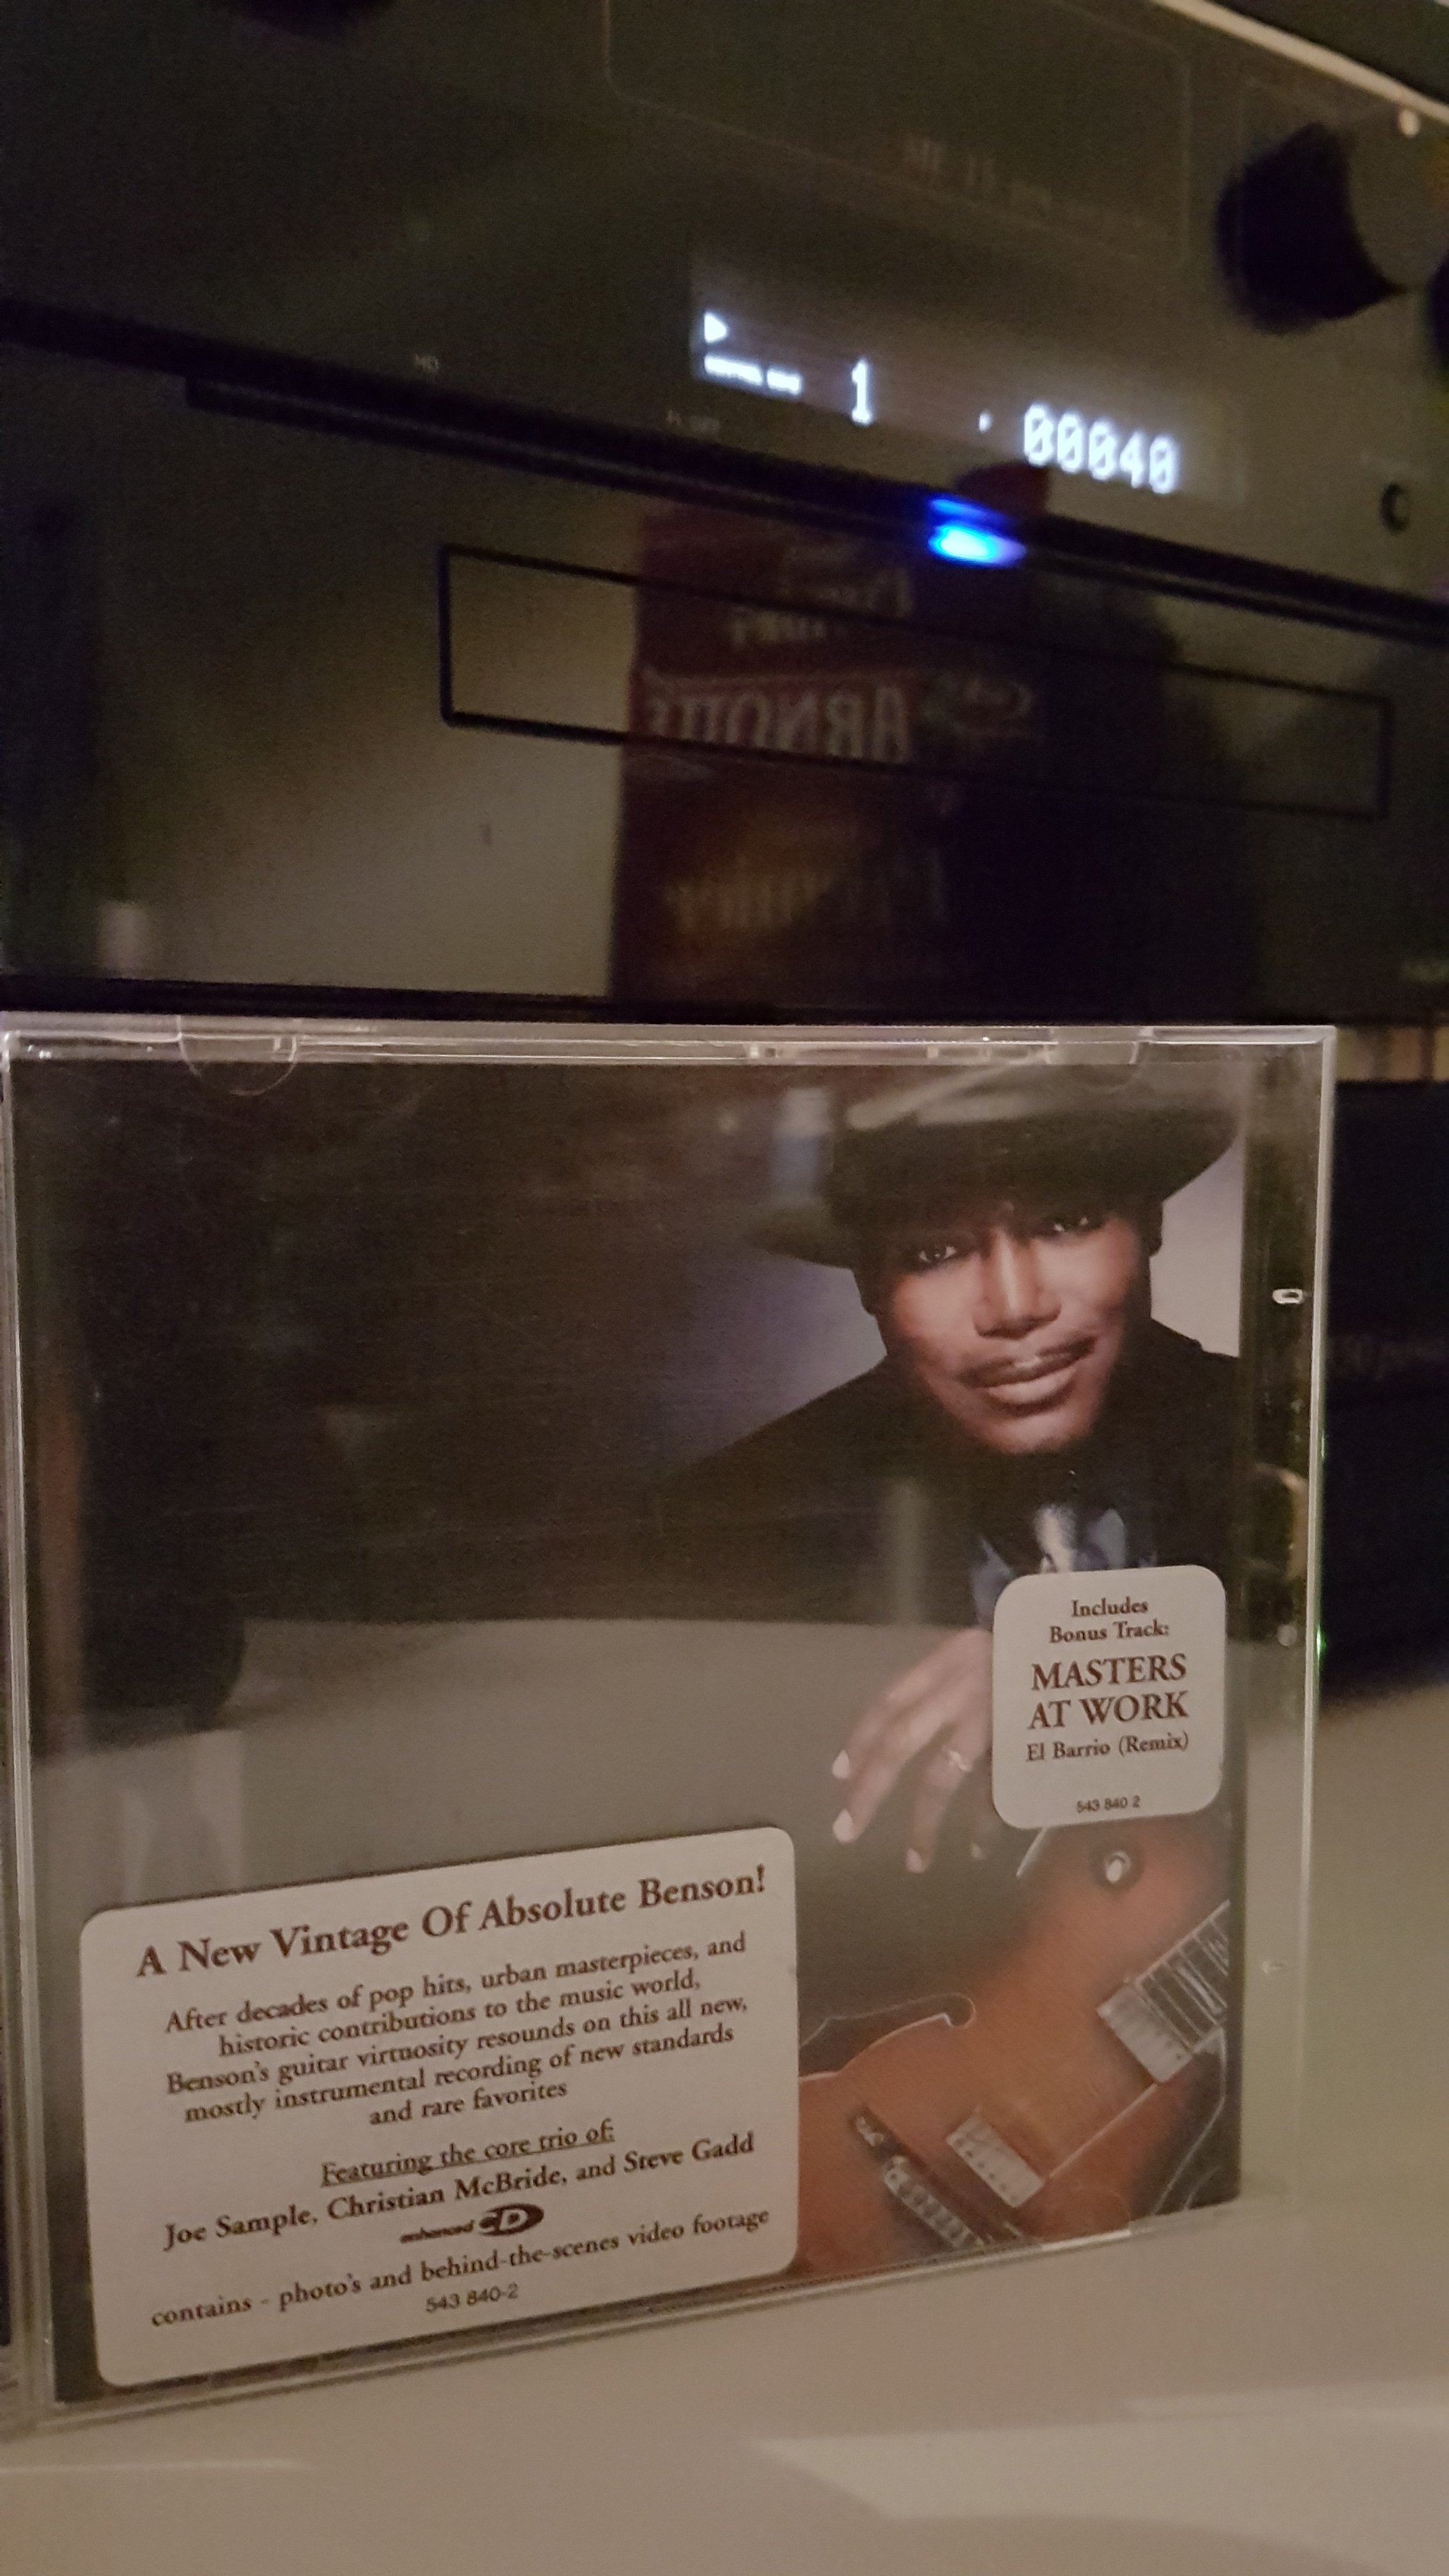 1 00040
ARNOTT'S
Includes
Bonus Track:
MASTERS
AT WORK
El Barrio (Remix)
543 840 2
A New Vintage Of Absolute Benson!
After decades of pop hits, urban masterpieces, and
historic contributions to the music world,
Benson's guitar virtuosity resounds on this all new,
mostly instrumental recording of new standards
and rare favorites
Featuring the core trio of:
Joe Sample, Christian McBride, and Steve Gadd
enhanced CD
contains - photo's and behind-the-scenes video footage
543 840-2